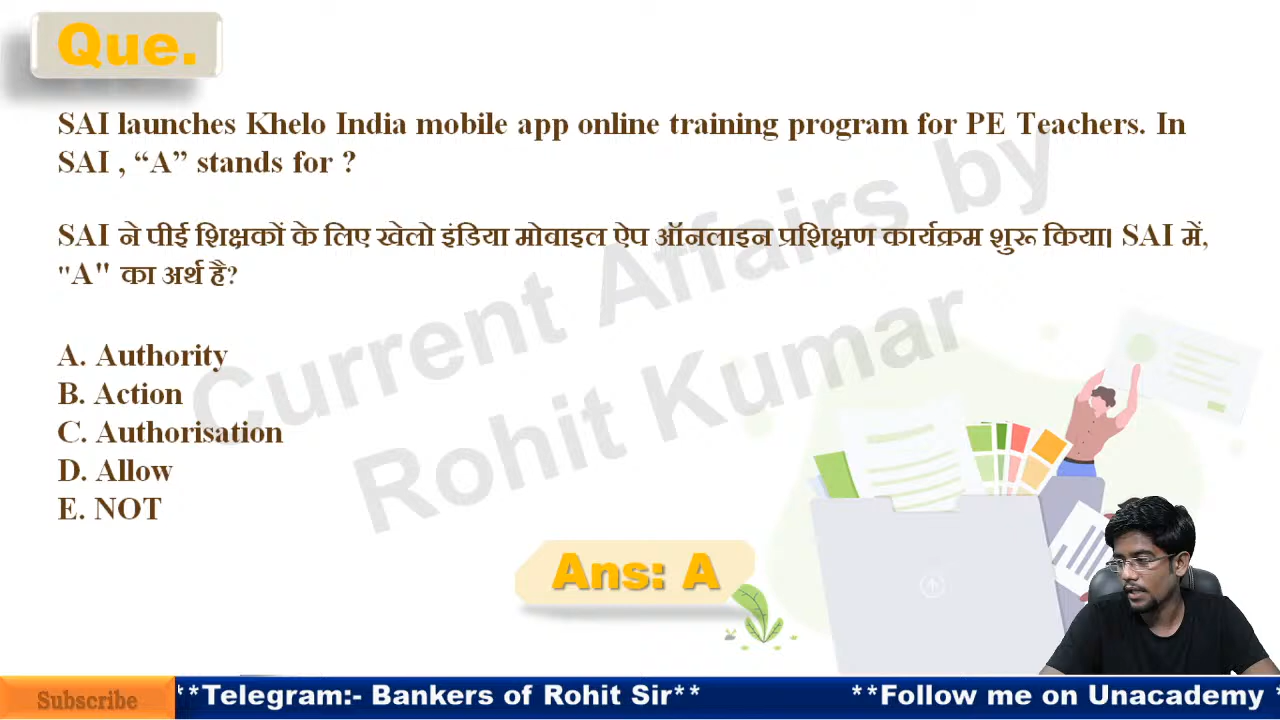 Que.
SAI launches Khelo India mobile app online training program for PE Teachers. In
SAI , “A” stands for ?
SAI ने पीई शिक्षकों के लिए खेलो इंडिया मोबाइल ऐप ऑनलाइन प्रशिक्षण कार्यक्रम शुरू किया। SAI में,
"A" का अर्थ है?
A. Authority
B. Action
C. Authorisation
D. Allow
E. NOT
Current Affairs by
Rohit Kumar
Ans: A
Subscribe
**Telegram:- Bankers of Rohit Sir** **Follow me on Unacademy *